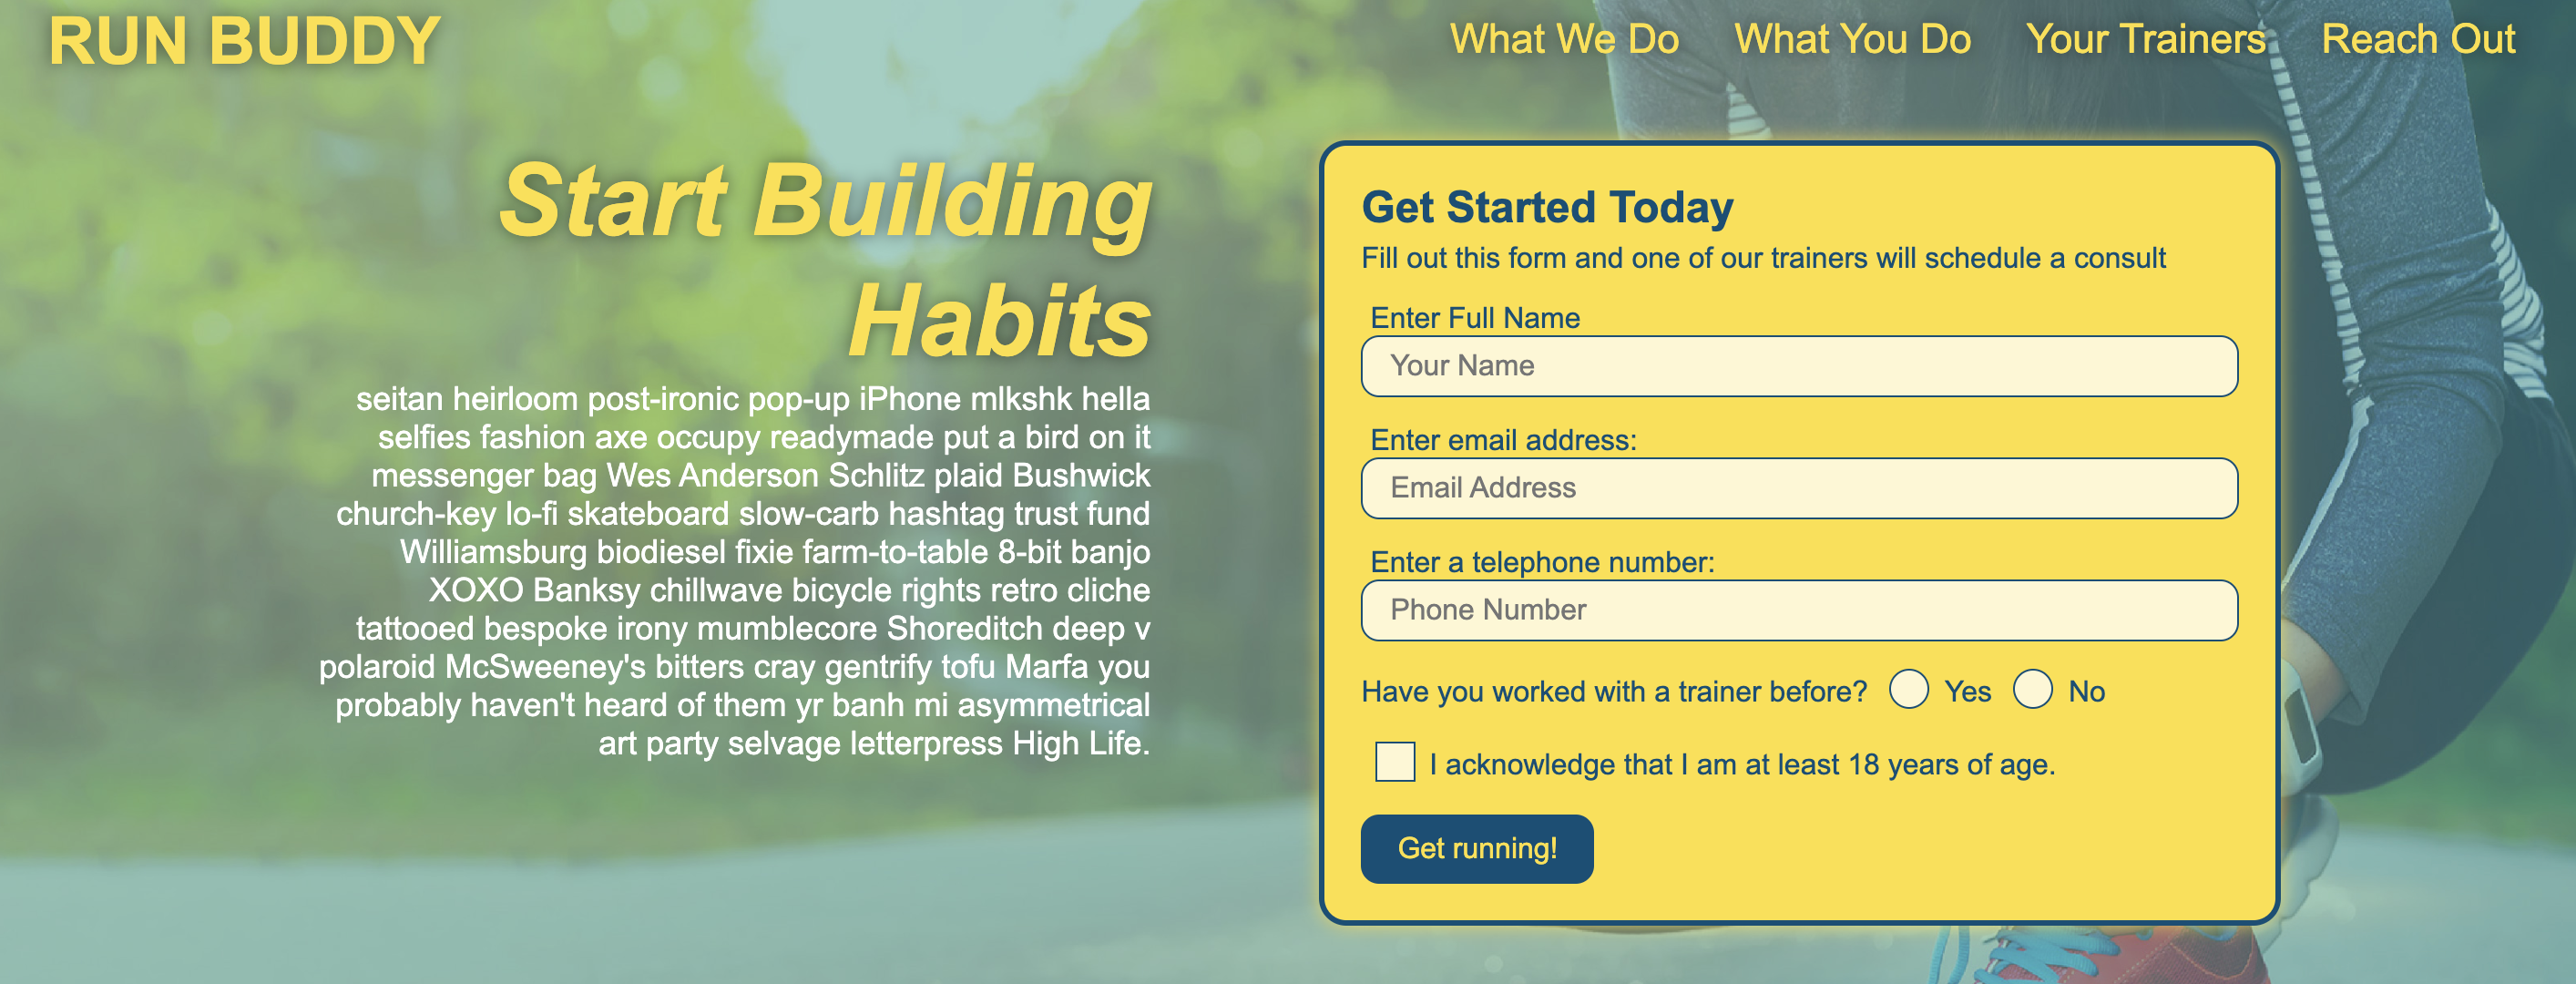 RUN BUDDY
What We Do What You Do Your Trainers Reach Out
Start Building
Habits
seitan heirloom post-ironic pop-up iPhone mlkshk hella
selfies fashion axe occupy readymade put a bird on it
messenger bag Wes Anderson Schlitz plaid Bushwick
church-key lo-fi skateboard slow-carb hashtag trust fund
Williamsburg biodiesel fixie farm-to-table 8-bit banjo
XOXO Banksy chillwave bicycle rights retro cliche
tattooed bespoke irony mumblecore Shoreditch deep v
polaroid McSweeney's bitters cray gentrify tofu Marfa you
probably haven't heard of them yr banh mi asymmetrical
art party selvage letterpress High Life.
Get Started Today
Fill out this form and one of our trainers will schedule a consult
Enter Full Name
Your Name
Enter email address:
Email Address
Enter a telephone number:
Phone Number
Have you worked with a trainer before? Yes No
I acknowledge that I am at least 18 years of age.
Get running!